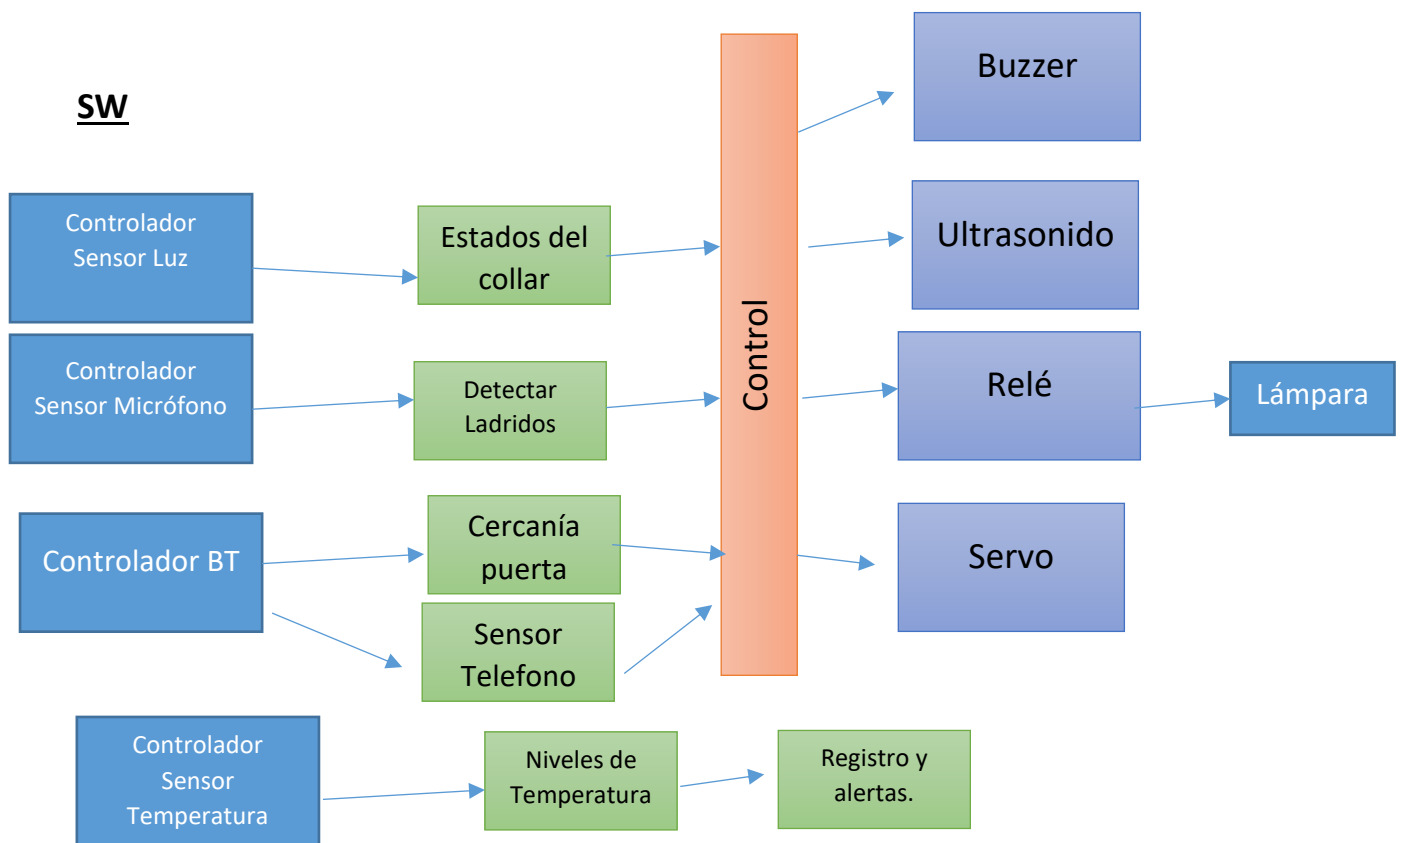 SW
Controlador
Sensor Luz
Estados del
collar
Controlador
Sensor Micrófono
Detectar
Ladridos
Controlador BT
Cercanía
puerta
Sensor
Telefono
Controlador
Sensor
Temperatura
Niveles de
Temperatura
Registro y
alertas.
Control
Buzzer
Ultrasonido
Relé
Lámpara
Servo